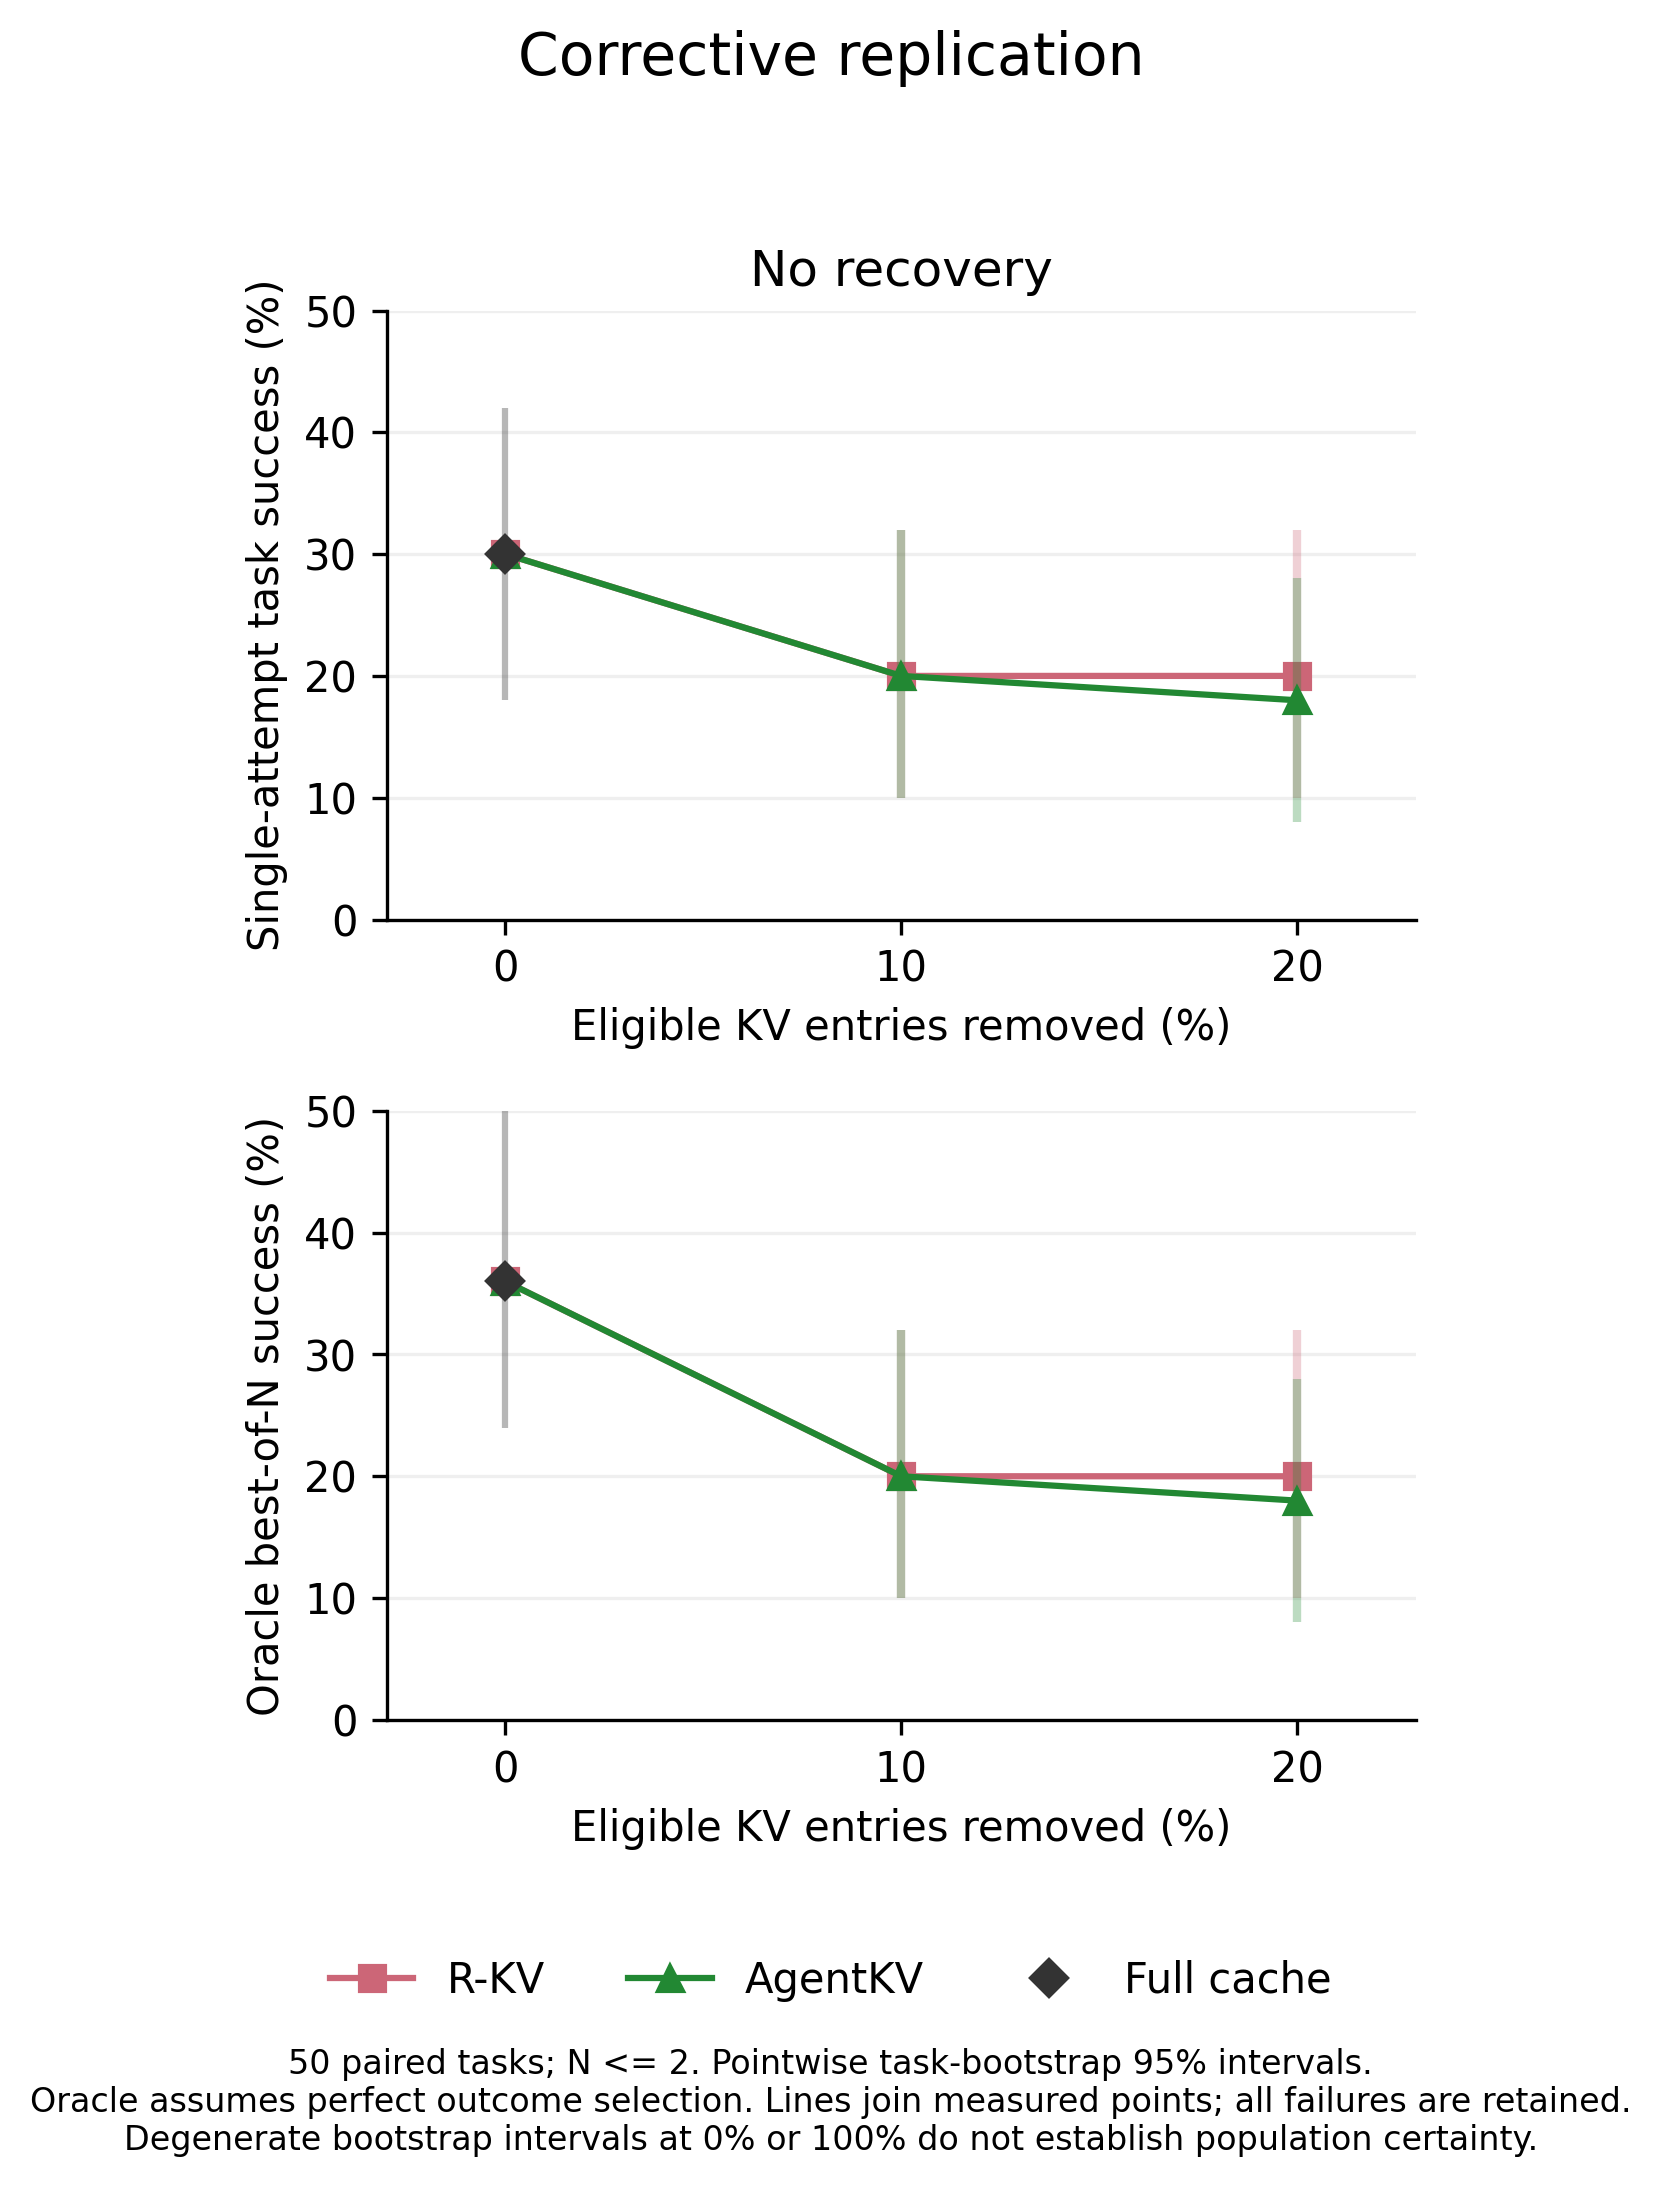 Corrective replication
No recovery
Single-attempt task success (%)
50
40
30
20
10
0
0 10 20
Eligible KV entries removed (%)
Oracle best-of-N success (%)
50
40
30
20
10
0
0 10 20
Eligible KV entries removed (%)
R-KV AgentKV Full cache
50 paired tasks; N <= 2. Pointwise task-bootstrap 95% intervals.
Oracle assumes perfect outcome selection. Lines join measured points; all failures are retained.
Degenerate bootstrap intervals at 0% or 100% do not establish population certainty.